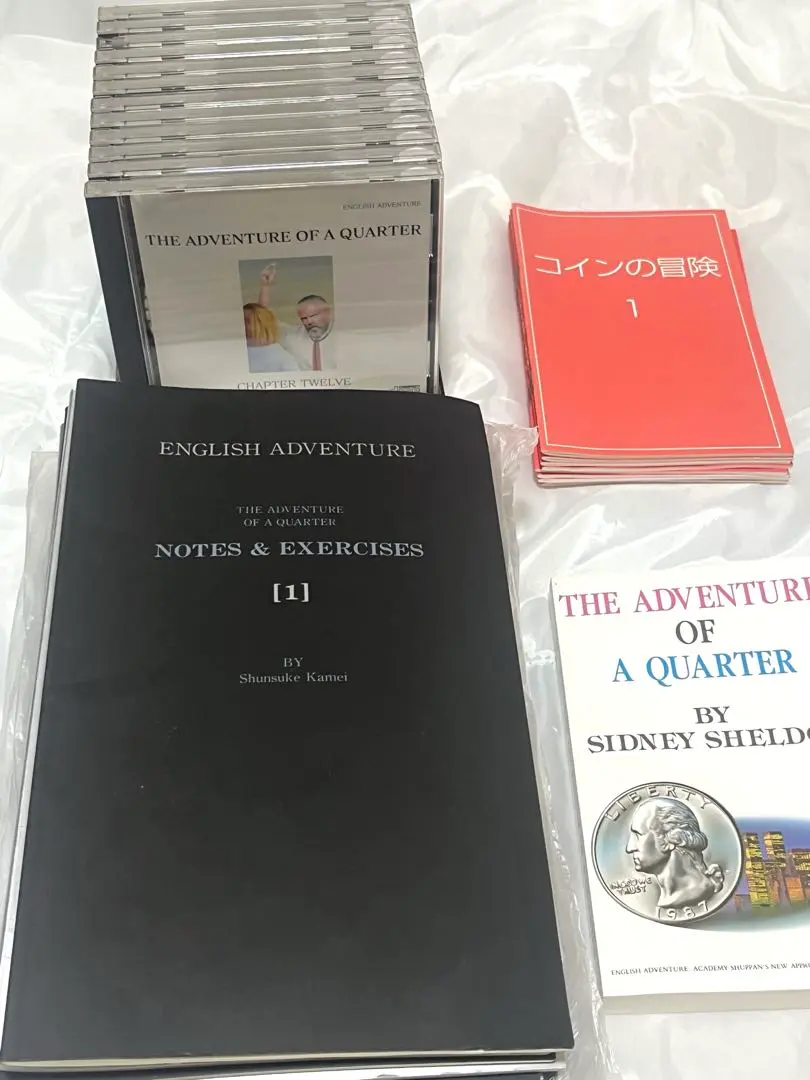 ENGLISH ADVENTURE
THE ADVENTURE OF A QUARTER
CHAPTER TWELVE
コインの冒険
1
ENGLISH ADVENTURE
THE ADVENTURE
OF A QUARTER
NOTES & EXERCISES
[1]
BY
Shunsuke Kamei
THE ADVENTURE
OF
A QUARTER
BY
SIDNEY SHELDO
LIBERTY
IN GOD WE
TRUST
1987
ENGLISH ADVENTURE ACADEMY SHUPPAN'S NEW APPR